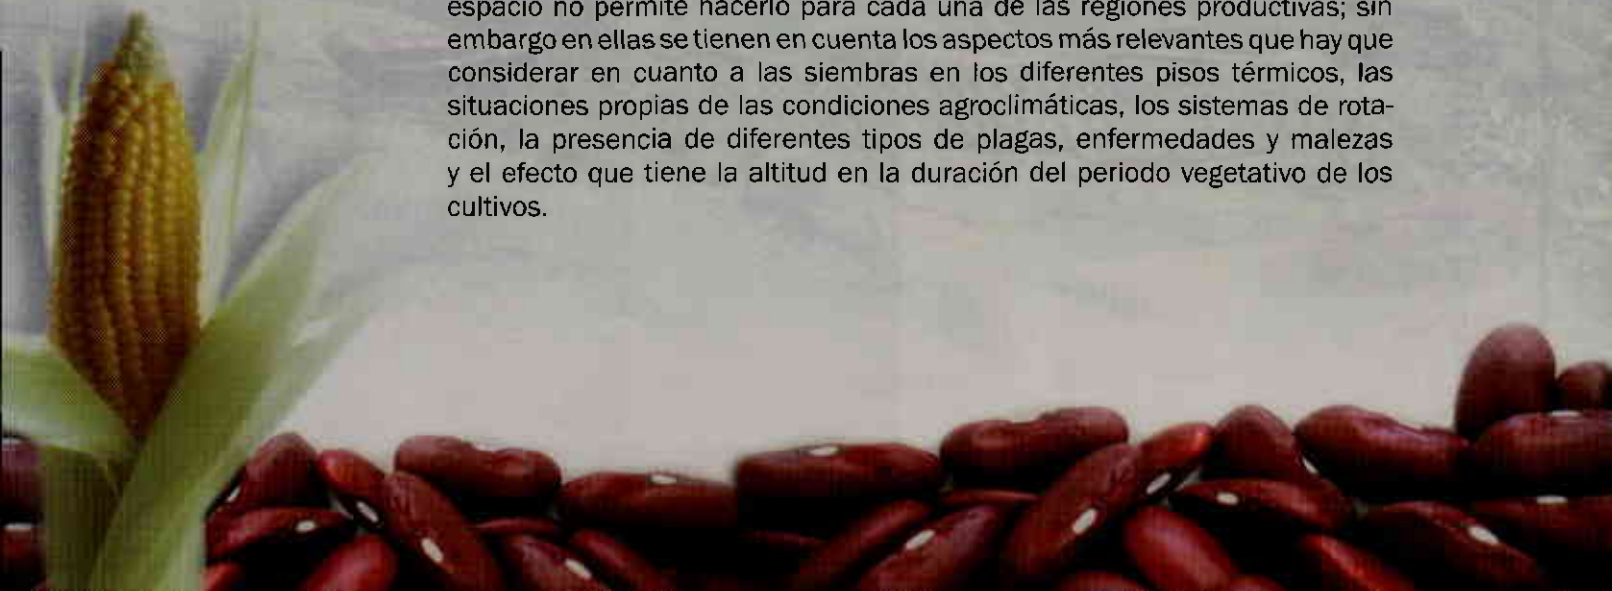 espacio no permite hacerlo para cada una de las regiones productivas; sin
embargo en ellas se tienen en cuenta los aspectos más relevantes que hay que
considerar en cuanto a las siembras en los diferentes pisos térmicos, las
situaciones propias de las condiciones agroclimáticas, los sistemas de rota-
ción, la presencia de diferentes tipos de plagas, enfermedades y malezas
y el efecto que tiene la altitud en la duración del periodo vegetativo de los
cultivos.